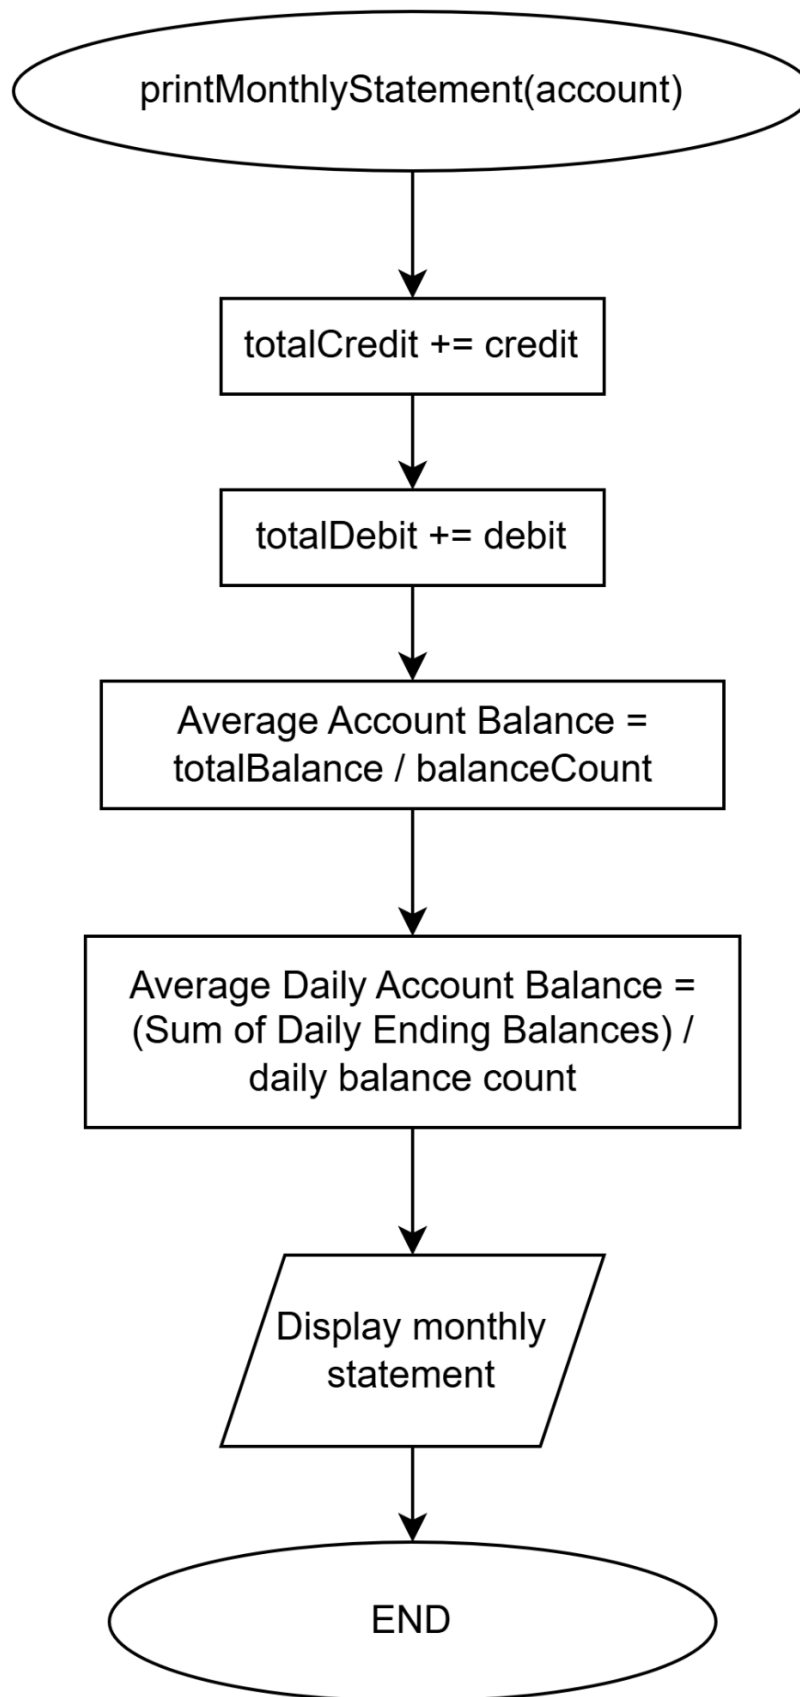 printMonthlyStatement(account)
totalCredit += credit
totalDebit += debit
Average Account Balance =
totalBalance / balanceCount
Average Daily Account Balance =
(Sum of Daily Ending Balances) /
daily balance count
Display monthly
statement
END